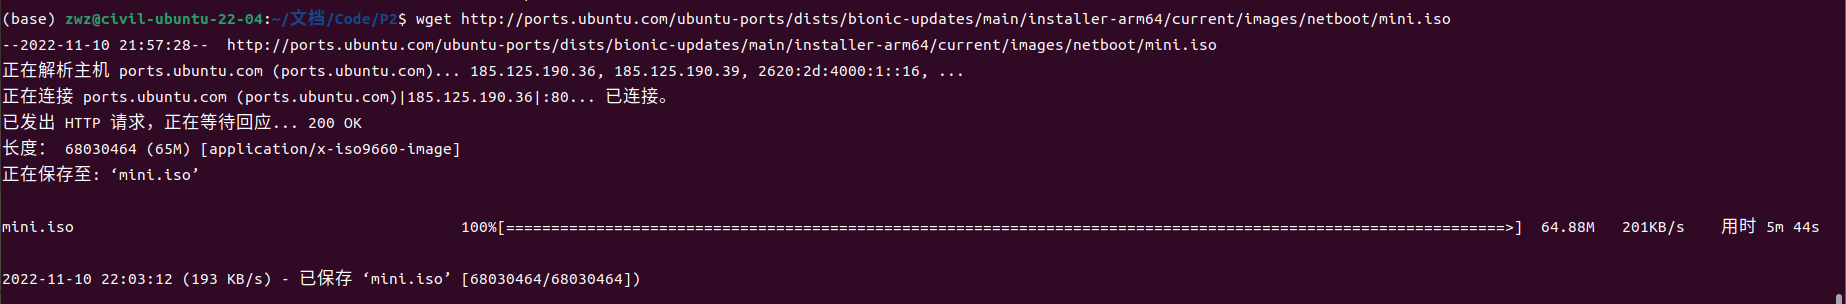 (base) zwz@civil-ubuntu-22-04:~/文档/Code/P2$ wget http://ports.ubuntu.com/ubuntu-ports/dists/bionic-updates/main/installer-arm64/current/images/netboot/mini.iso
--2022-11-10 21:57:28--  http://ports.ubuntu.com/ubuntu-ports/dists/bionic-updates/main/installer-arm64/current/images/netboot/mini.iso
正在解析主机 ports.ubuntu.com (ports.ubuntu.com)... 185.125.190.36, 185.125.190.39, 2620:2d:4000:1::16, ...
正在连接 ports.ubuntu.com (ports.ubuntu.com)|185.125.190.36|:80... 已连接。
已发出 HTTP 请求，正在等待回应... 200 OK
长度： 68030464 (65M) [application/x-iso9660-image]
正在保存至: ‘mini.iso’
mini.iso 100%[===============================================================================================================>] 64.88M 201KB/s 用时 5m 44s
2022-11-10 22:03:12 (193 KB/s) - 已保存 ‘mini.iso’ [68030464/68030464])